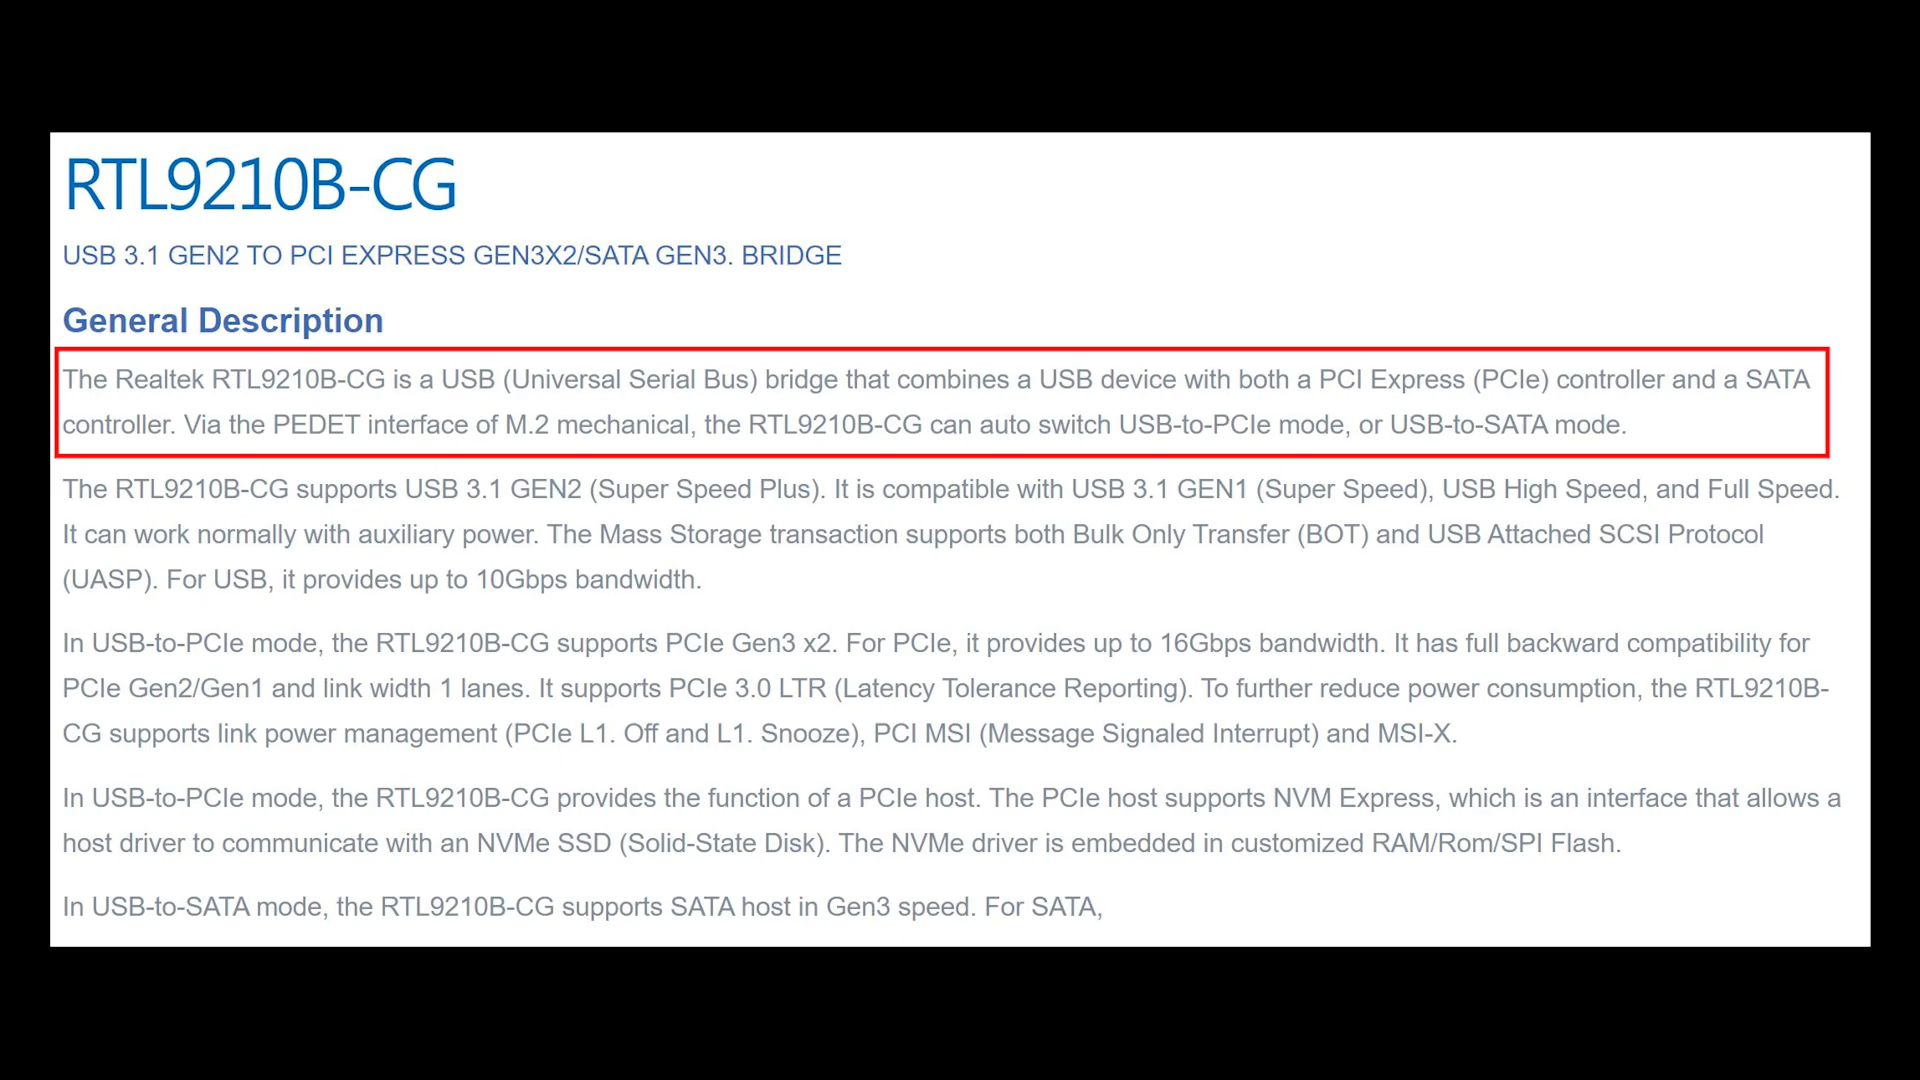 RTL9210B-CG
USB 3.1 GEN2 TO PCI EXPRESS GEN3X2/SATA GEN3. BRIDGE
General Description
The Realtek RTL9210B-CG is a USB (Universal Serial Bus) bridge that combines a USB device with both a PCI Express (PCIe) controller and a SATA
controller. Via the PEDET interface of M.2 mechanical, the RTL9210B-CG can auto switch USB-to-PCIe mode, or USB-to-SATA mode.
The RTL9210B-CG supports USB 3.1 GEN2 (Super Speed Plus). It is compatible with USB 3.1 GEN1 (Super Speed), USB High Speed, and Full Speed.
It can work normally with auxiliary power. The Mass Storage transaction supports both Bulk Only Transfer (BOT) and USB Attached SCSI Protocol
(UASP). For USB, it provides up to 10Gbps bandwidth.
In USB-to-PCIe mode, the RTL9210B-CG supports PCIe Gen3 x2. For PCIe, it provides up to 16Gbps bandwidth. It has full backward compatibility for
PCIe Gen2/Gen1 and link width 1 lanes. It supports PCIe 3.0 LTR (Latency Tolerance Reporting). To further reduce power consumption, the RTL9210B-
CG supports link power management (PCIe L1. Off and L1. Snooze), PCI MSI (Message Signaled Interrupt) and MSI-X.
In USB-to-PCIe mode, the RTL9210B-CG provides the function of a PCIe host. The PCIe host supports NVM Express, which is an interface that allows a
host driver to communicate with an NVMe SSD (Solid-State Disk). The NVMe driver is embedded in customized RAM/Rom/SPI Flash.
In USB-to-SATA mode, the RTL9210B-CG supports SATA host in Gen3 speed. For SATA,